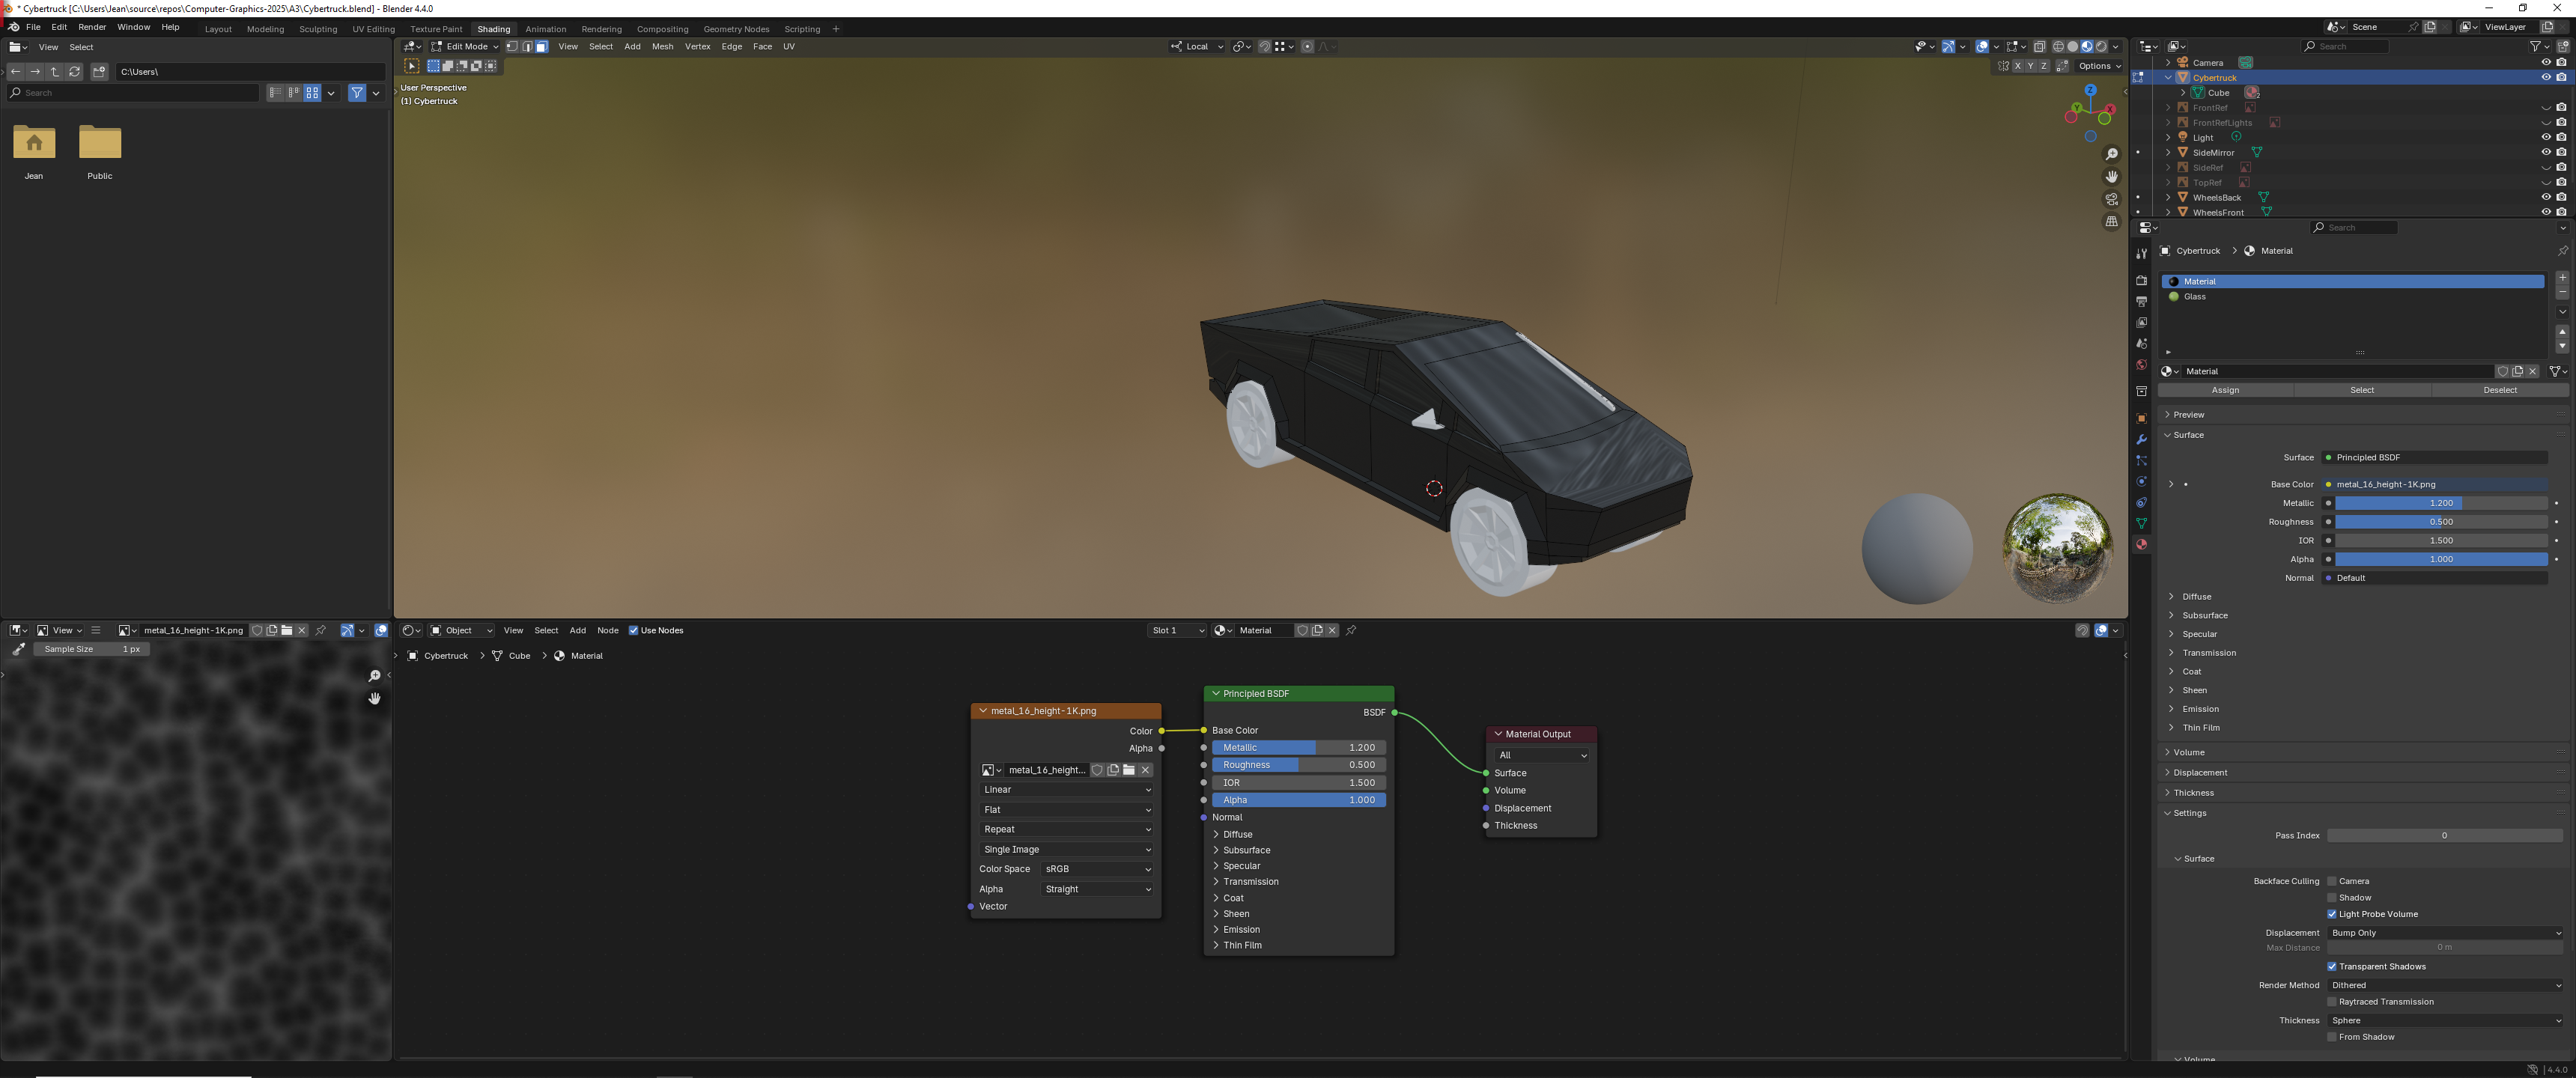 * Cybertruck [C:\Users\Jean\source\repos\Computer-Graphics-2025\A3\Cybertruck.blend] - Blender 4.4.0
File Edit Render Window Help Layout Modeling Sculpting UV Editing Texture Paint Shading Animation Rendering Compositing Geometry Nodes Scripting + Scene ViewLayer
View Select
C:\Users\
Search
Jean Public
Edit Mode View Select Add Mesh Vertex Edge Face UV Local
X Y Z Options
User Perspective
(1) Cybertruck
Z
Y X
Search
Camera
Cybertruck
Cube 2
FrontRef
FrontRefLights
Light
SideMirror
SideRef
TopRef
WheelsBack
WheelsFront
Search
Cybertruck > Material
Material
Glass
Material
Assign Select Deselect
Preview
Surface
Surface Principled BSDF
Base Color metal_16_height-1K.png
Metallic 1.200
Roughness 0.500
IOR 1.500
Alpha 1.000
Normal Default
Diffuse
Subsurface
Specular
Transmission
Coat
Sheen
Emission
Thin Film
Volume
Displacement
Thickness
Settings
Pass Index 0
Surface
Backface Culling Camera
Shadow
Light Probe Volume
Displacement Bump Only
Max Distance 0 m
Transparent Shadows
Render Method Dithered
Raytraced Transmission
Thickness Sphere
From Shadow
Volume
View metal_16_height-1K.png
Sample Size 1 px
Object View Select Add Node Use Nodes Slot 1 Material
Cybertruck > Cube > Material
metal_16_height-1K.png
Color
Alpha
metal_16_height...
Linear
Flat
Repeat
Single Image
Color Space sRGB
Alpha Straight
Vector
Principled BSDF
BSDF
Base Color
Metallic 1.200
Roughness 0.500
IOR 1.500
Alpha 1.000
Normal
Diffuse
Subsurface
Specular
Transmission
Coat
Sheen
Emission
Thin Film
Material Output
All
Surface
Volume
Displacement
Thickness
4.4.0